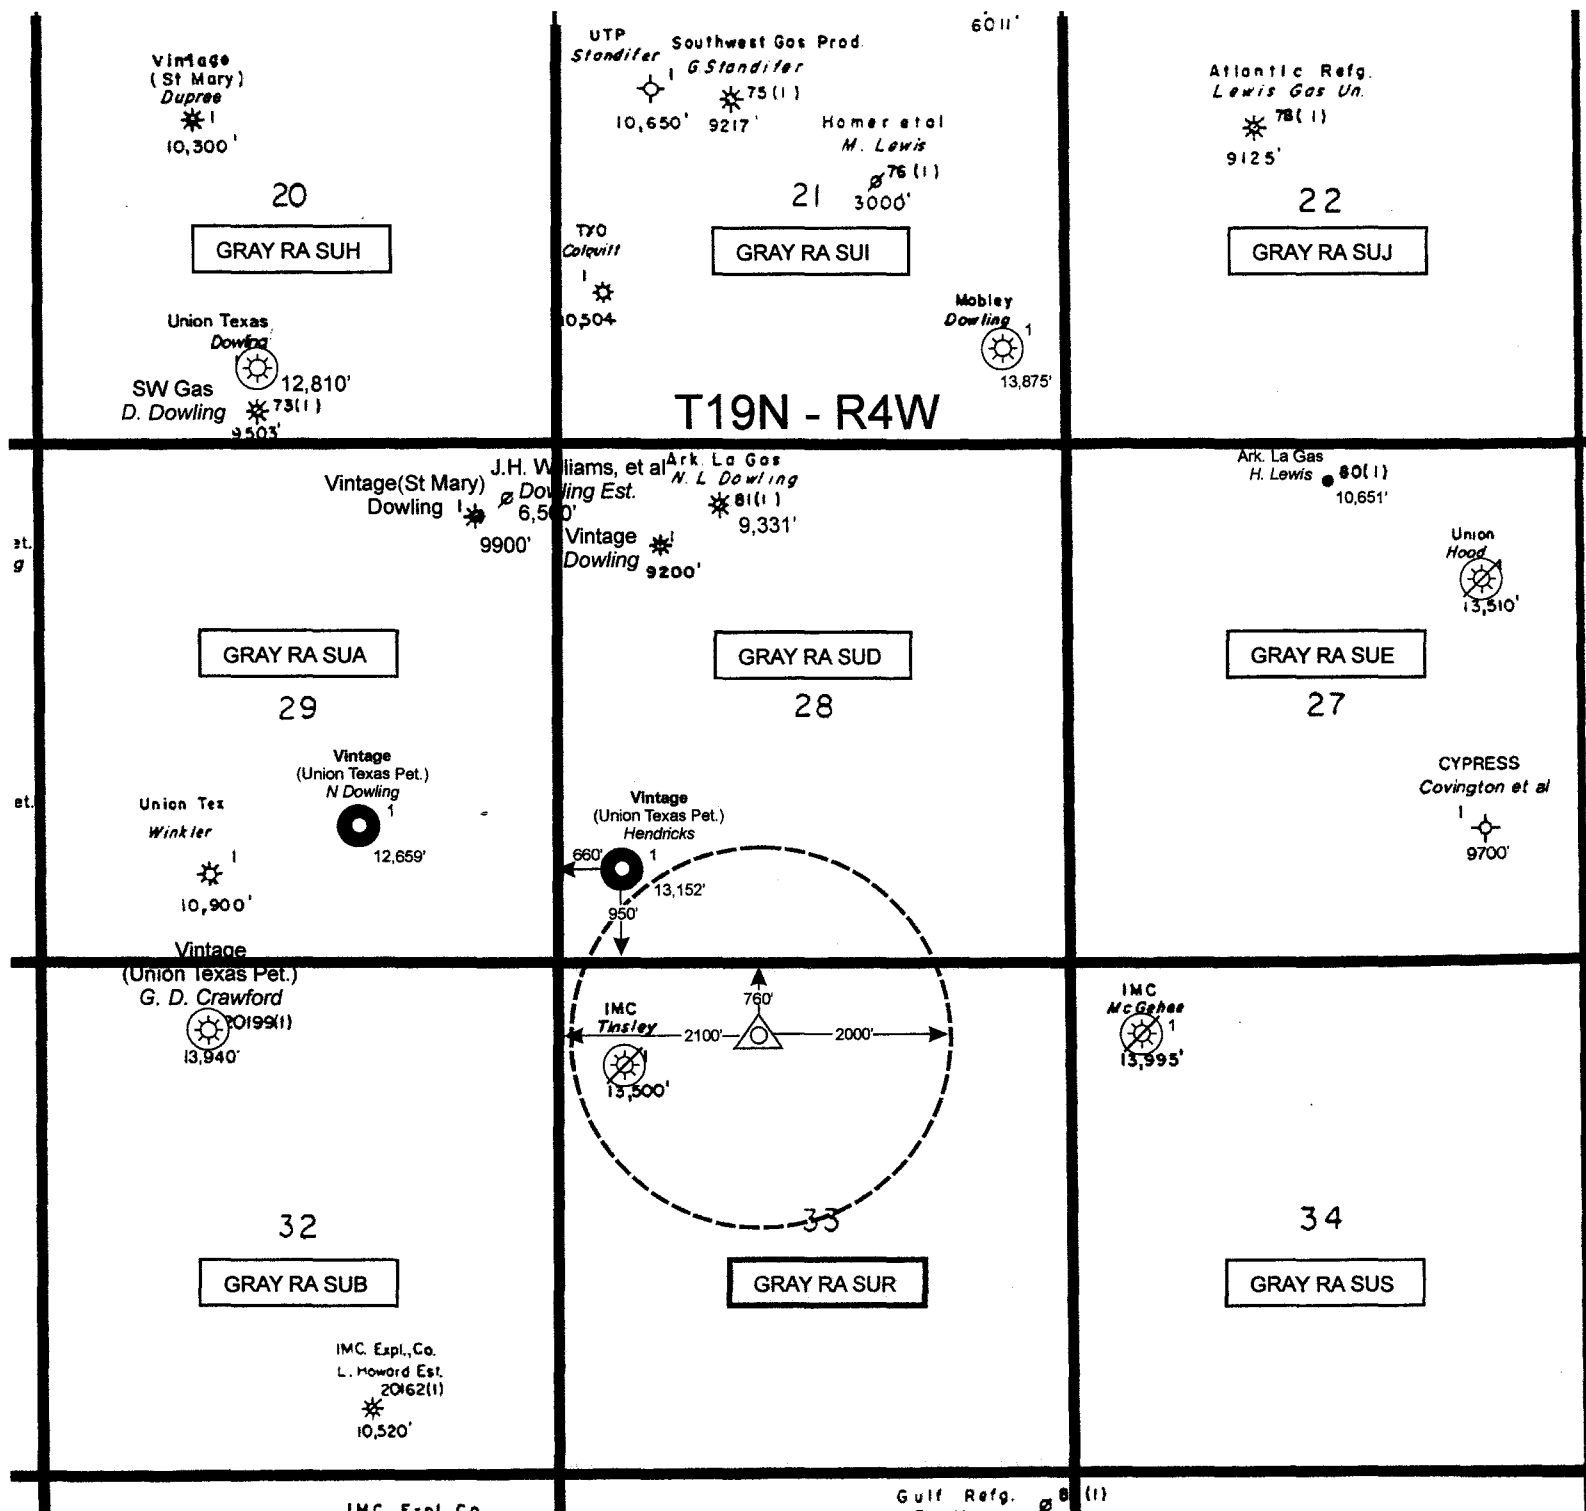 6011'
Vintage
(St Mary)
Dupree
1
10,300'
20
GRAY RA SUH
Union Texas
Dowling
1
12,810'
SW Gas
D. Dowling
73(1)
9,503'
UTP
Standifer
1
10,650'
Southwest Gas Prod.
G.Standifer
75(1)
9217'
Homer etal
M. Lewis
76(1)
3000'
21
GRAY RA SUI
TXO
Colquitt
1
10,504
Mobley
Dowling
1
13,875'
T19N - R4W
Atlantic Refg.
Lewis Gas Un.
78(1)
9125'
22
GRAY RA SUJ
Vintage(St Mary)
Dowling
1
9900'
J.H. Williams, et al
Dowling Est.
6,500'
Ark. La Gas
N. L Dowling
81(1)
9,331'
Vintage
Dowling
1
9200'
Ark. La Gas
H. Lewis
80(1)
10,651'
Union
Hood
13,510'
et.
g
GRAY RA SUA
29
GRAY RA SUD
28
GRAY RA SUE
27
et.
Union Tex
Winkler
1
10,900'
Vintage
(Union Texas Pet.)
N Dowling
1
12,659'
Vintage
(Union Texas Pet.)
Hendricks
1
13,152'
660'
950'
CYPRESS
Covington et al
1
9700'
Vintage
(Union Texas Pet.)
G. D. Crawford
20199(1)
13,940'
IMC
Tinsley
1
13,500'
760'
2100'
2000'
IMC
McGehee
1
13,995'
32
GRAY RA SUB
33
GRAY RA SUR
34
GRAY RA SUS
IMC. Expl.,Co.
L. Howard Est.
20162(1)
10,520'
IMC Expl Co
Gulf Refg.
(1)